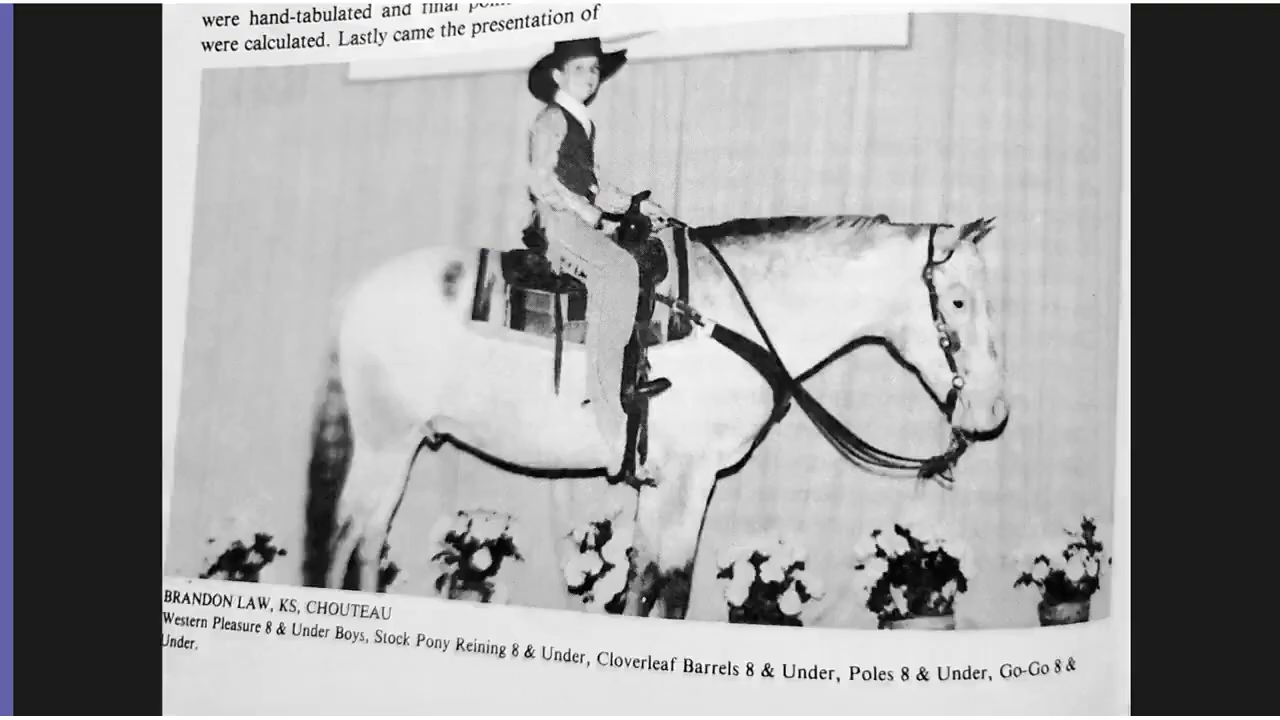 were hand-tabulated and final
were calculated. Lastly came the presentation of
BRANDON LAW, KS, CHOUTEAU
Western Pleasure 8 & Under Boys, Stock Pony Reining 8 & Under, Cloverleaf Barrels 8 & Under, Poles 8 & Under, Go-Go 8 &
Under.